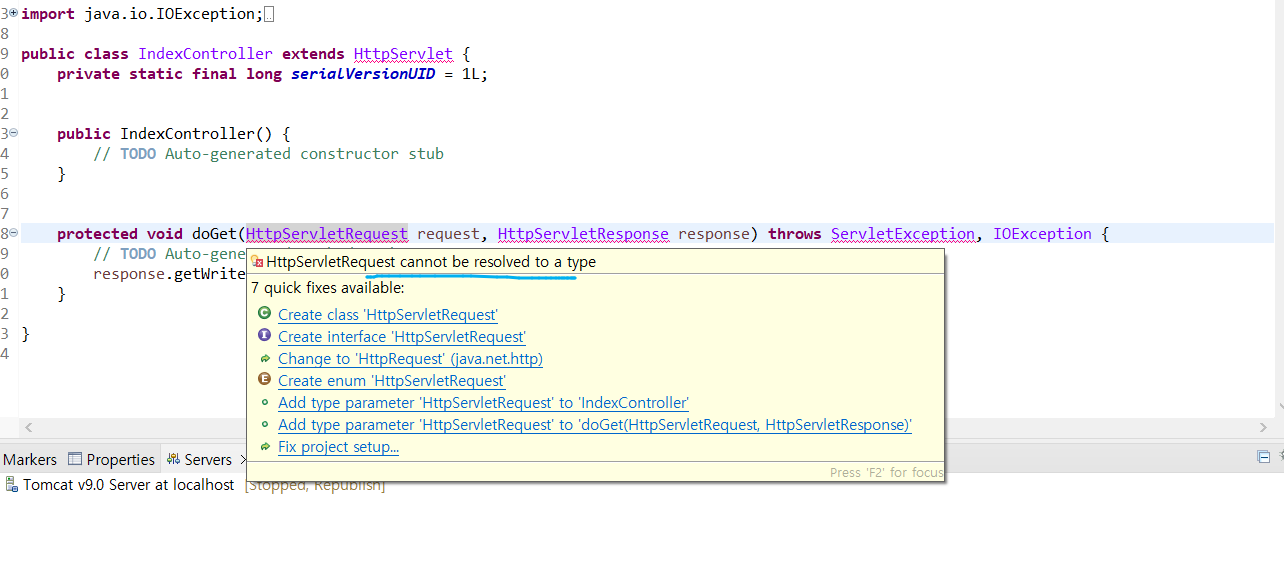 3 import java.io.IOException;
8
9 public class IndexController extends HttpServlet {
0 private static final long serialVersionUID = 1L;
1
2
3 public IndexController() {
4 // TODO Auto-generated constructor stub
5 }
6
7
8 protected void doGet(HttpServletRequest request, HttpServletResponse response) throws ServletException, IOException {
9 // TODO Auto-gene
0 response.getWrite
1 }
2
3 }
4
HttpServletRequest cannot be resolved to a type
7 quick fixes available:
Create class 'HttpServletRequest'
Create interface 'HttpServletRequest'
Change to 'HttpRequest' (java.net.http)
Create enum 'HttpServletRequest'
Add type parameter 'HttpServletRequest' to 'IndexController'
Add type parameter 'HttpServletRequest' to 'doGet(HttpServletRequest, HttpServletResponse)'
Fix project setup...
Press 'F2' for focus
Markers Properties Servers
Tomcat v9.0 Server at localhost [Stopped, Republish]